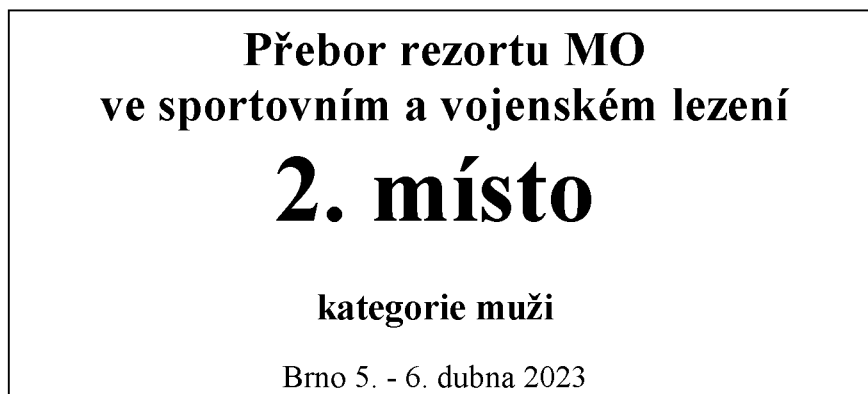 Přebor rezortu MO
ve sportovním a vojenském lezení
2. místo
kategorie muži
Brno 5. - 6. dubna 2023